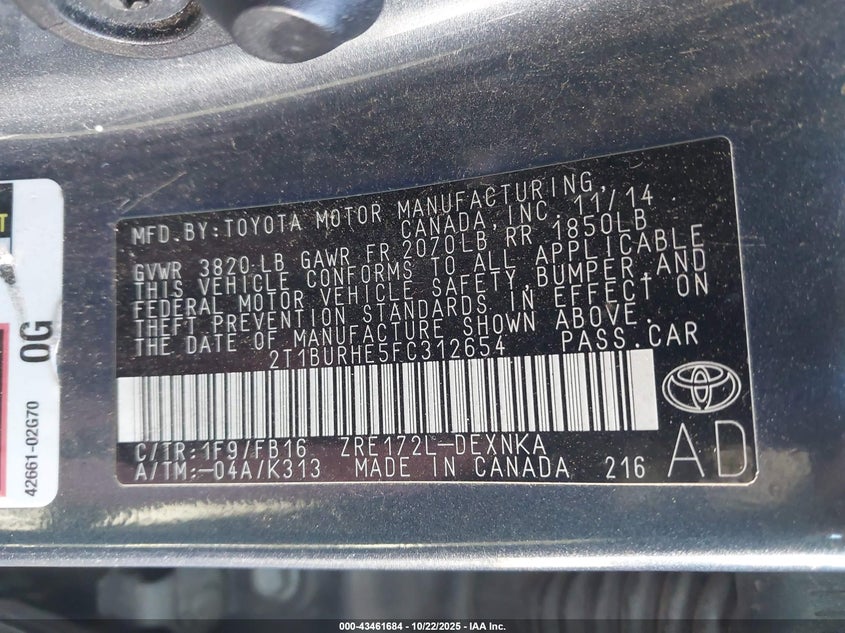 MFD. BY: TOYOTA MOTOR MANUFACTURING,
CANADA, INC. 11/14
GVWR 3820 LB GAWR FR 2070LB RR 1850LB
THIS VEHICLE CONFORMS TO ALL APPLICABLE
FEDERAL MOTOR VEHICLE SAFETY, BUMPER, AND
THEFT PREVENTION STANDARDS IN EFFECT ON
THE DATE OF MANUFACTURE SHOWN ABOVE.
2T1BURHE5FC312654 PASS.CAR
C/TR: 1F9/FB16 ZRE172L-DEXNKA
A/TM: -04A/K313 MADE IN CANADA 216
AD
0G
42661-02G70
000-43461684 - 10/22/2025 - IAA Inc.